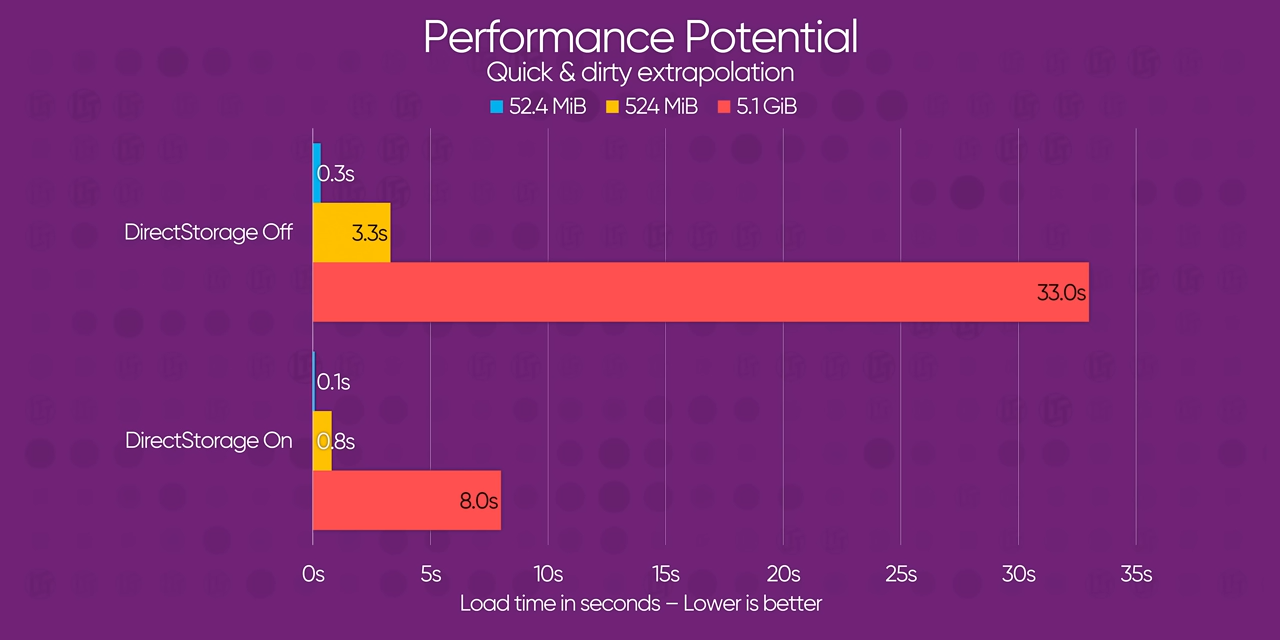 Performance Potential
Quick & dirty extrapolation
52.4 MiB 524 MiB 5.1 GiB
0.3s
DirectStorage Off 3.3s
33.0s
0.1s
DirectStorage On 0.8s
8.0s
0s 5s 10s 15s 20s 25s 30s 35s
Load time in seconds – Lower is better